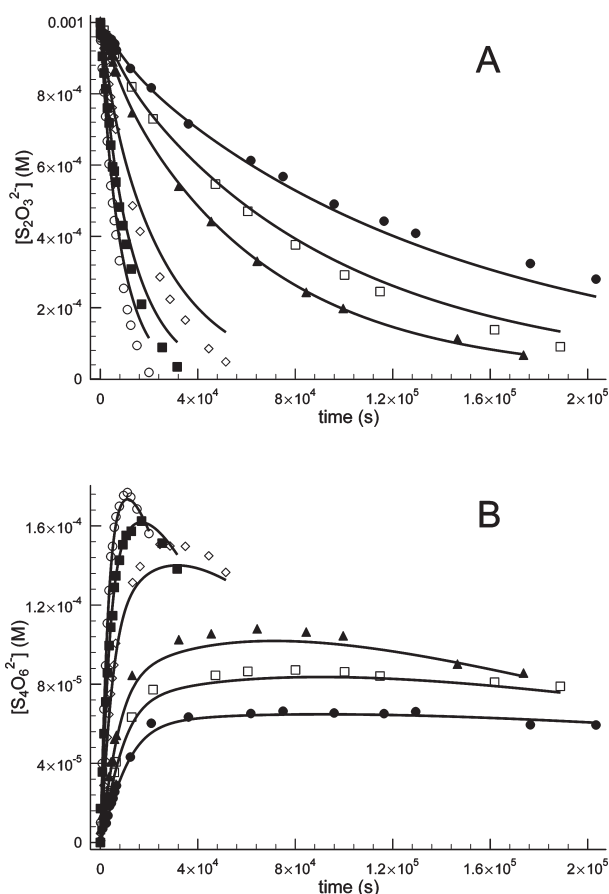 A
0.001
8×10⁻⁴
6×10⁻⁴
4×10⁻⁴
2×10⁻⁴
0
[S₂O₃²⁻] (M)
0 4×10⁴ 8×10⁴ 1.2×10⁵ 1.6×10⁵ 2×10⁵
time (s)
B
1.6×10⁻⁴
1.2×10⁻⁴
8×10⁻⁵
4×10⁻⁵
0
[S₄O₆²⁻] (M)
0 4×10⁴ 8×10⁴ 1.2×10⁵ 1.6×10⁵ 2×10⁵
time (s)